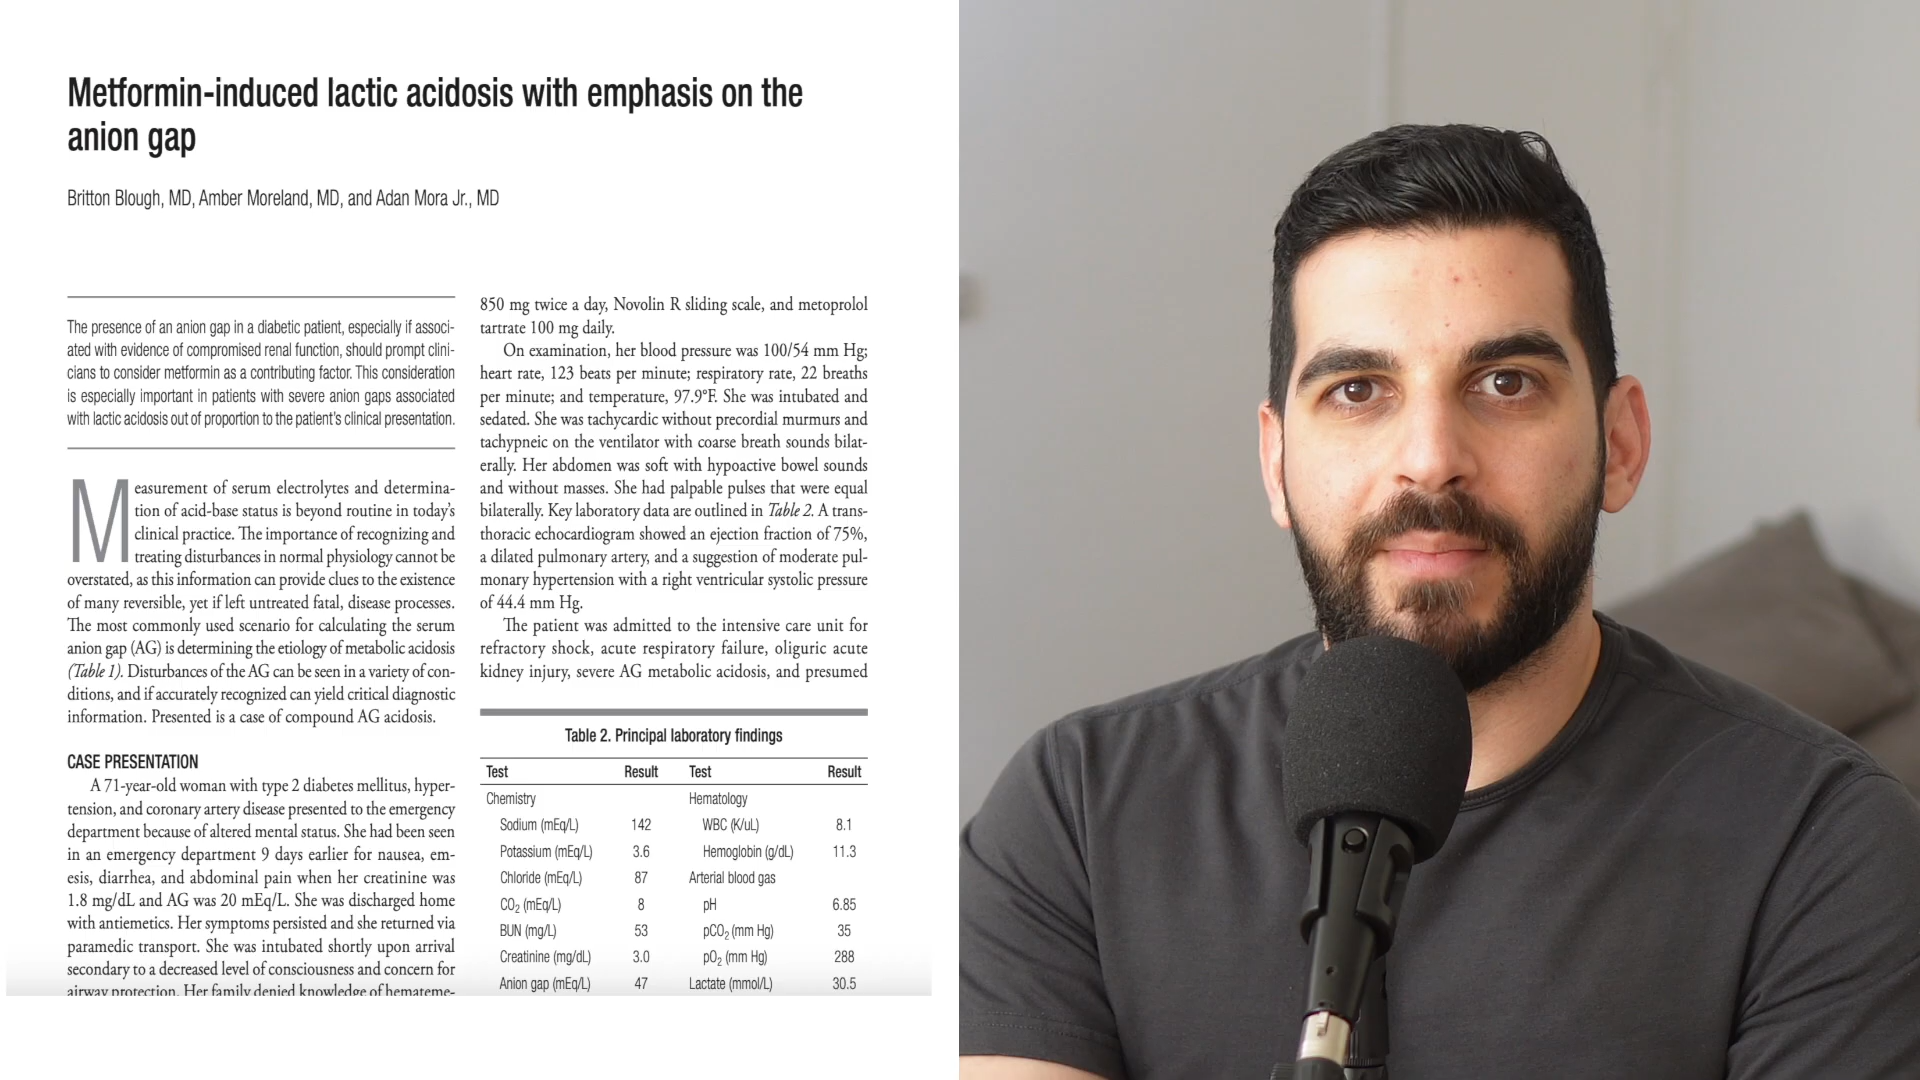 Metformin-induced lactic acidosis with emphasis on the
anion gap
Britton Blough, MD, Amber Moreland, MD, and Adan Mora Jr., MD
The presence of an anion gap in a diabetic patient, especially if associ-
ated with evidence of compromised renal function, should prompt clini-
cians to consider metformin as a contributing factor. This consideration
is especially important in patients with severe anion gaps associated
with lactic acidosis out of proportion to the patient's clinical presentation.
Measurement of serum electrolytes and determina-
tion of acid-base status is beyond routine in today's
clinical practice. The importance of recognizing and
treating disturbances in normal physiology cannot be
overstated, as this information can provide clues to the existence
of many reversible, yet if left untreated fatal, disease processes.
The most commonly used scenario for calculating the serum
anion gap (AG) is determining the etiology of metabolic acidosis
(Table 1). Disturbances of the AG can be seen in a variety of con-
ditions, and if accurately recognized can yield critical diagnostic
information. Presented is a case of compound AG acidosis.
CASE PRESENTATION
A 71-year-old woman with type 2 diabetes mellitus, hyper-
tension, and coronary artery disease presented to the emergency
department because of altered mental status. She had been seen
in an emergency department 9 days earlier for nausea, em-
esis, diarrhea, and abdominal pain when her creatinine was
1.8 mg/dL and AG was 20 mEq/L. She was discharged home
with antiemetics. Her symptoms persisted and she returned via
paramedic transport. She was intubated shortly upon arrival
secondary to a decreased level of consciousness and concern for
airway protection. Her family denied knowledge of hemateme-
850 mg twice a day, Novolin R sliding scale, and metoprolol
tartrate 100 mg daily.
On examination, her blood pressure was 100/54 mm Hg;
heart rate, 123 beats per minute; respiratory rate, 22 breaths
per minute; and temperature, 97.9°F. She was intubated and
sedated. She was tachycardic without precordial murmurs and
tachypneic on the ventilator with coarse breath sounds bilat-
erally. Her abdomen was soft with hypoactive bowel sounds
and without masses. She had palpable pulses that were equal
bilaterally. Key laboratory data are outlined in Table 2. A trans-
thoracic echocardiogram showed an ejection fraction of 75%,
a dilated pulmonary artery, and a suggestion of moderate pul-
monary hypertension with a right ventricular systolic pressure
of 44.4 mm Hg.
The patient was admitted to the intensive care unit for
refractory shock, acute respiratory failure, oliguric acute
kidney injury, severe AG metabolic acidosis, and presumed
Table 2. Principal laboratory findings
Test Result Test Result
Chemistry Hematology
Sodium (mEq/L) 142 WBC (K/uL) 8.1
Potassium (mEq/L) 3.6 Hemoglobin (g/dL) 11.3
Chloride (mEq/L) 87 Arterial blood gas
CO2 (mEq/L) 8 pH 6.85
BUN (mg/L) 53 pCO2 (mm Hg) 35
Creatinine (mg/dL) 3.0 pO2 (mm Hg) 288
Anion gap (mEq/L) 47 Lactate (mmol/L) 30.5